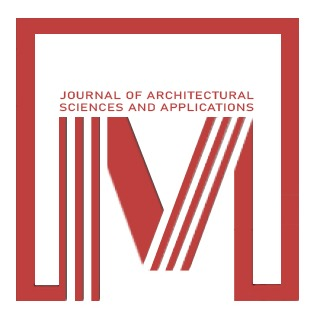 JOURNAL OF ARCHITECTURAL
SCIENCES AND APPLICATIONS